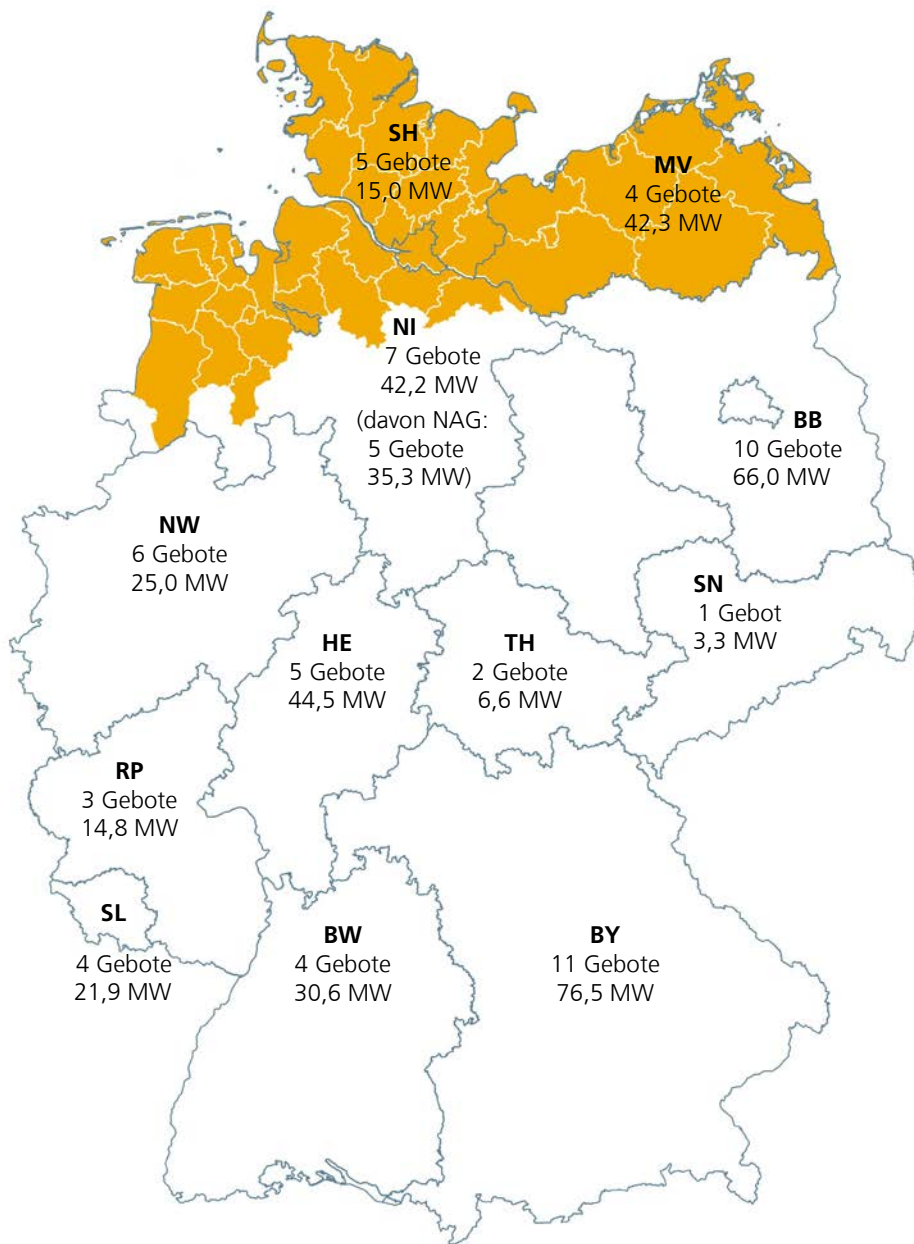 SH
5 Gebote
15,0 MW
MV
4 Gebote
42,3 MW
NI
7 Gebote
42,2 MW
(davon NAG:
5 Gebote
35,3 MW)
BB
10 Gebote
66,0 MW
NW
6 Gebote
25,0 MW
SN
1 Gebot
3,3 MW
HE
5 Gebote
44,5 MW
TH
2 Gebote
6,6 MW
RP
3 Gebote
14,8 MW
SL
4 Gebote
21,9 MW
BW
4 Gebote
30,6 MW
BY
11 Gebote
76,5 MW